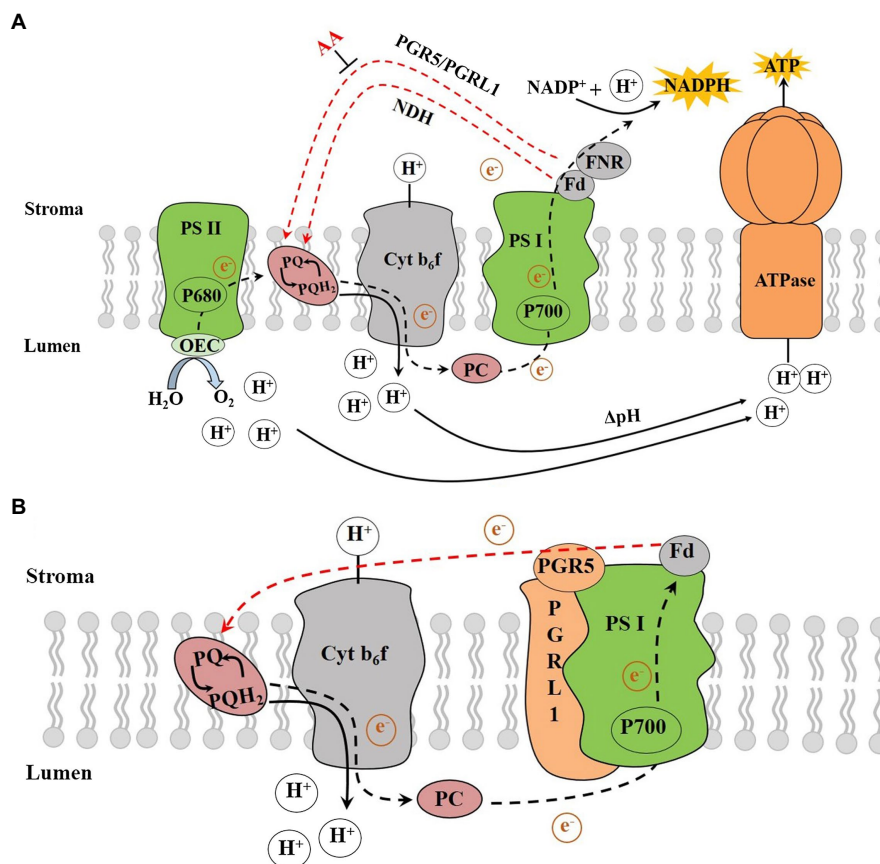 A
AA
PGR5/PGRL1
NDH
NADP⁺ + H⁺
NADPH
ATP
H⁺
e⁻
FNR
Fd
Stroma
PS II
PS I
e⁻
PQ
PQH₂
Cyt b₆f
e⁻
ATPase
P680
e⁻
P700
Lumen
OEC
H₂O
O₂
H⁺
H⁺
H⁺
H⁺
H⁺
H⁺
PC
e⁻
H⁺
H⁺
H⁺
ΔpH
B
H⁺
e⁻
Fd
PGR5
Stroma
PGRL1
PS I
Cyt b₆f
PQ
PQH₂
e⁻
e⁻
P700
Lumen
H⁺
H⁺
H⁺
PC
e⁻